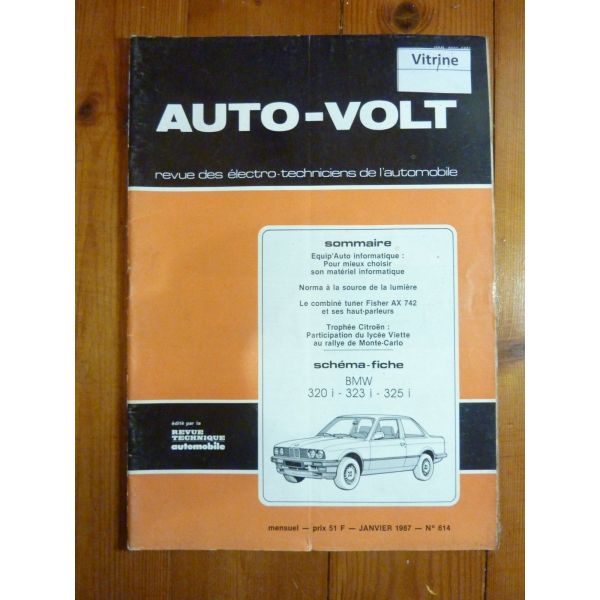 Vitrine
AUTO-VOLT
revue des électro-techniciens de l'automobile
sommaire
Equip'Auto informatique :
Pour mieux choisir
son matériel informatique
Norma à la source de la lumière
Le combiné tuner Fisher AX 742
et ses haut-parleurs
Trophée Citroën :
Participation du lycée Viette
au rallye de Monte-Carlo
schéma-fiche
BMW
320 i - 323 i - 325 i
édité par la
REVUE
TECHNIQUE
automobile
mensuel — prix 51 F — JANVIER 1987 — N° 614